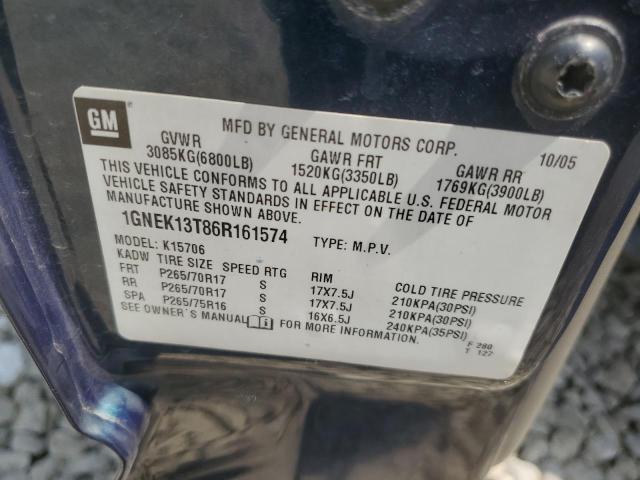 GM
MFD BY GENERAL MOTORS CORP. 10/05
GVWR GAWR FRT GAWR RR
3085KG(6800LB) 1520KG(3350LB) 1769KG(3900LB)
THIS VEHICLE CONFORMS TO ALL APPLICABLE U.S. FEDERAL MOTOR
VEHICLE SAFETY STANDARDS IN EFFECT ON THE DATE OF
MANUFACTURE SHOWN ABOVE.
1GNEK13T86R161574 TYPE: M.P.V.
MODEL: K15706
KADW TIRE SIZE SPEED RTG RIM COLD TIRE PRESSURE
FRT P265/70R17 S 17X7.5J 210KPA(30PSI)
RR P265/70R17 S 17X7.5J 210KPA(30PSI)
SPA P265/75R16 S 16X6.5J 240KPA(35PSI)
SEE OWNER'S MANUAL FOR MORE INFORMATION. F 280
T 127